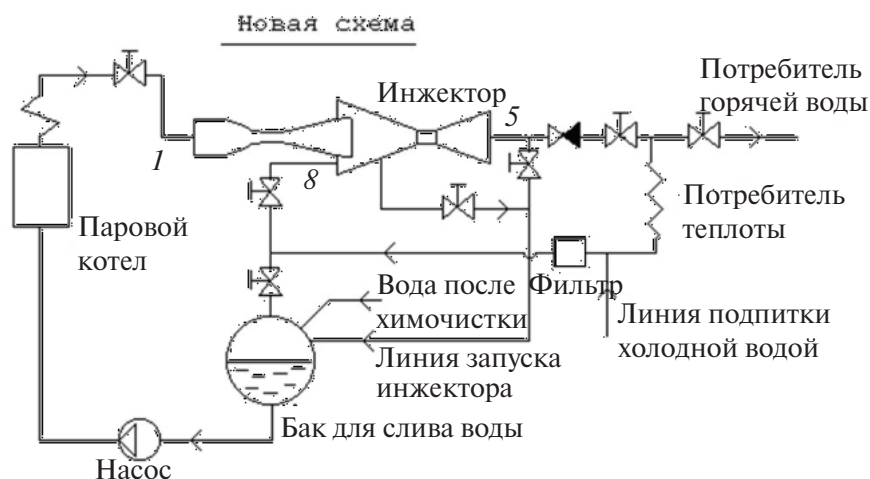 Новая схема
Потребитель
горячей воды
Инжектор
5
1
8
Паровой
котел
Потребитель
теплоты
Вода после
химочистки
Фильтр
Линия подпитки
холодной водой
Линия запуска
инжектора
Бак для слива воды
Насос